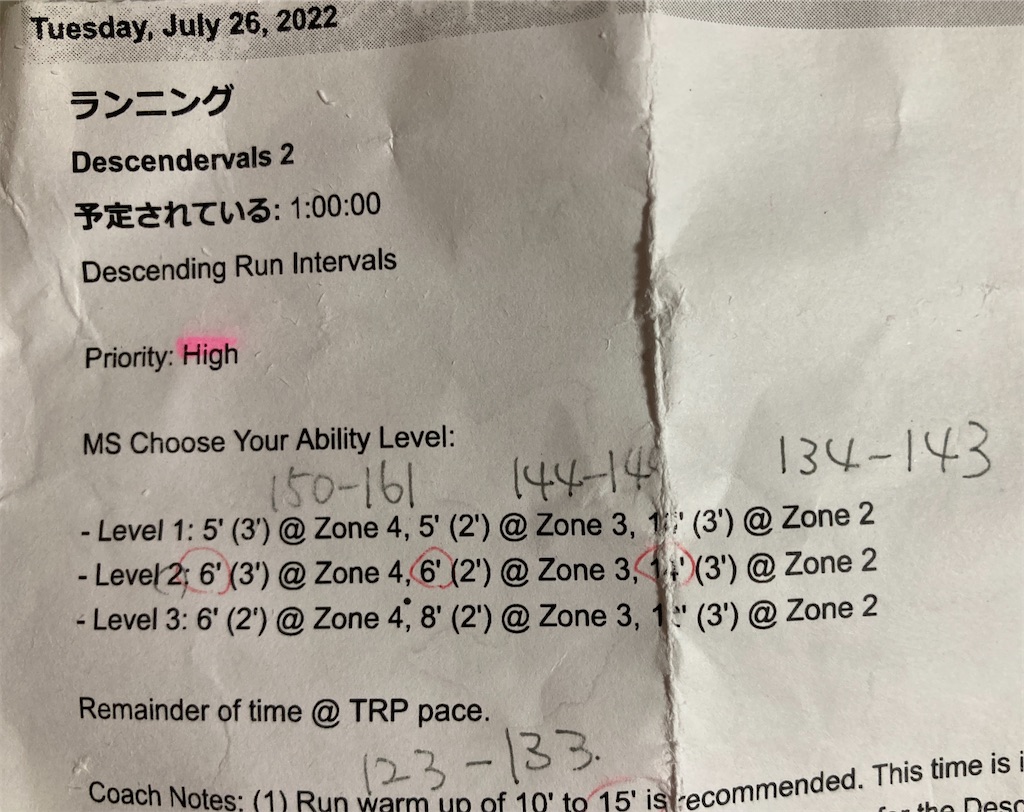 Tuesday, July 26, 2022
ランニング
Descendervals 2
予定されている: 1:00:00
Descending Run Intervals
Priority: High
MS Choose Your Ability Level:
150-161 134-143
- Level 1: 5' (3') @ Zone 4, 5' (2') @ Zone 3, (3') @ Zone 2
- Level 2: 6' (3') @ Zone 4, 6' (2') @ Zone 3, (3') @ Zone 2
- Level 3: 6' (2') @ Zone 4, 8' (2') @ Zone 3, (3') @ Zone 2
Remainder of time @ TRP pace.
123-133.
Coach Notes: (1) Run warm up of 10' to 15' is recommended. This time is
for the